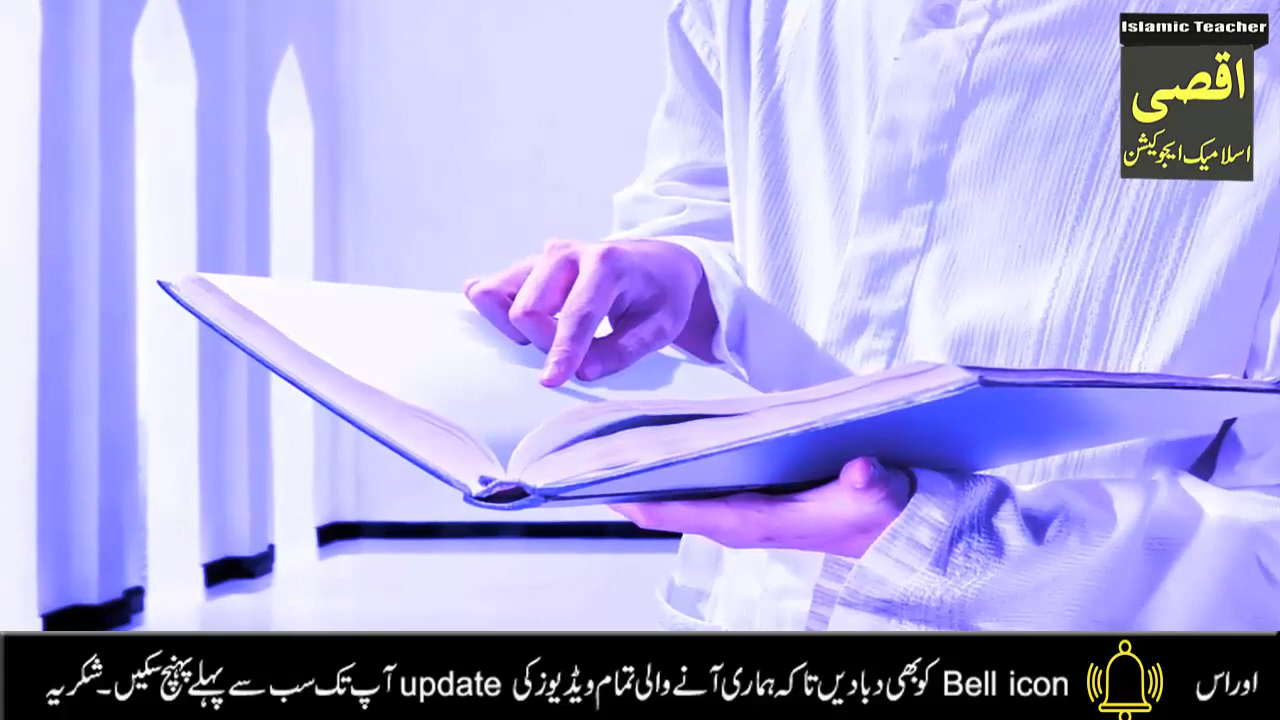 Islamic Teacher
اقصی
اسلامیک ایجوکیشن
اور اس Bell icon کو بھی دبا دیں تا کہ ہماری آنے والی تمام ویڈیوز کی update آپ تک سب سے پہلے پہنچ سکیں۔ شکریہ